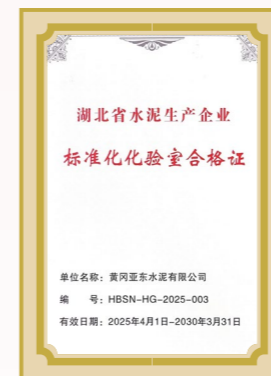 湖北省水泥生产企业
标准化化验室合格证
单位名称：黄冈亚东水泥有限公司
编　　号：HBSN-HG-2025-003
有效日期：2025年4月1日-2030年3月31日